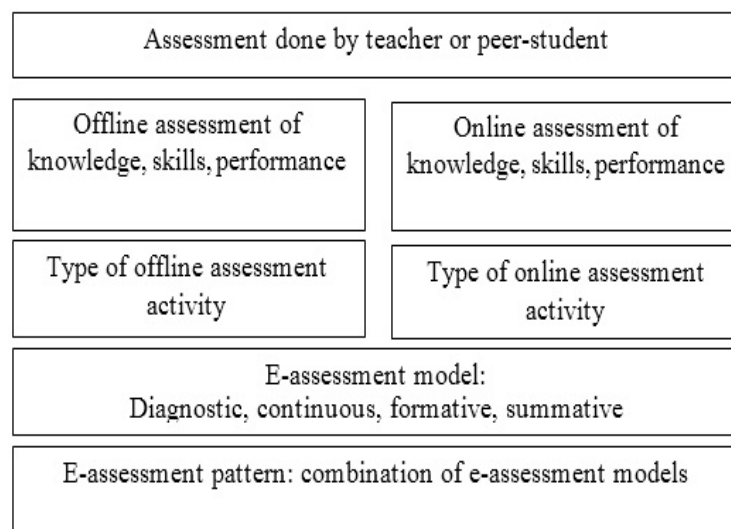 Assessment done by teacher or peer-student
Offline assessment of
knowledge, skills, performance
Online assessment of
knowledge, skills, performance
Type of offline assessment
activity
Type of online assessment
activity
E-assessment model:
Diagnostic, continuous, formative, summative
E-assessment pattern: combination of e-assessment models